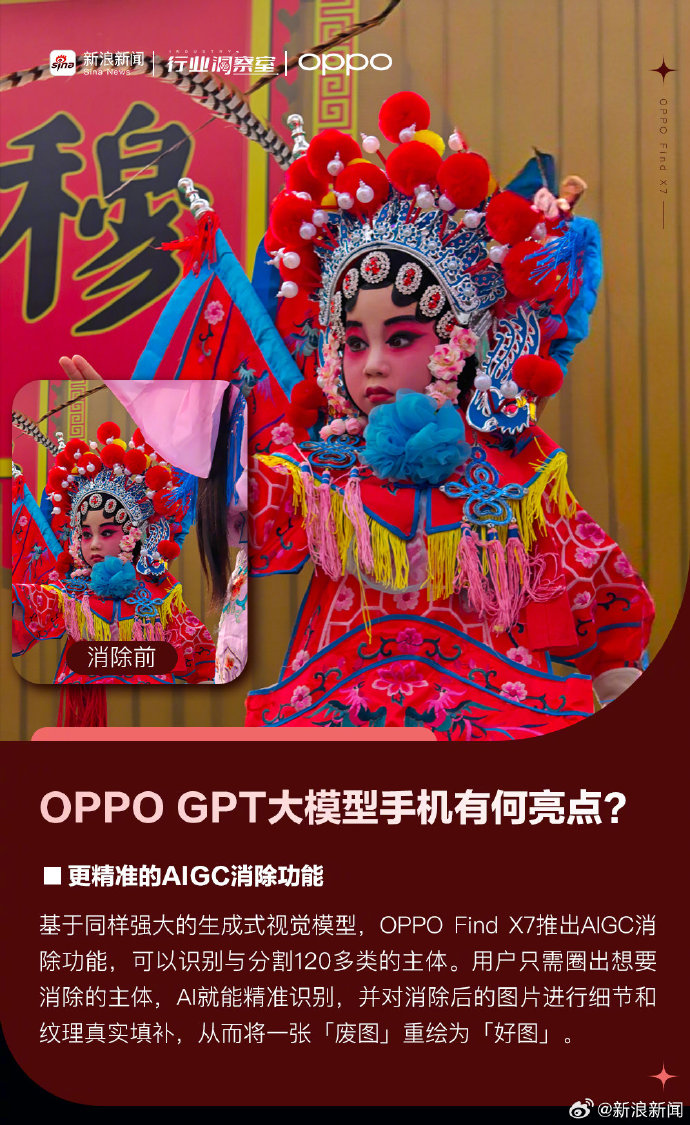 sina
新浪新闻
Sina News
INDUSTRY
行业洞察室
oppo
OPPO Find X7
穆
消除前
OPPO GPT大模型手机有何亮点？
■ 更精准的AIGC消除功能
基于同样强大的生成式视觉模型，OPPO Find X7推出AIGC消
除功能，可以识别与分割120多类的主体。用户只需圈出想要
消除的主体，AI就能精准识别，并对消除后的图片进行细节和
纹理真实填补，从而将一张「废图」重绘为「好图」。
@新浪新闻